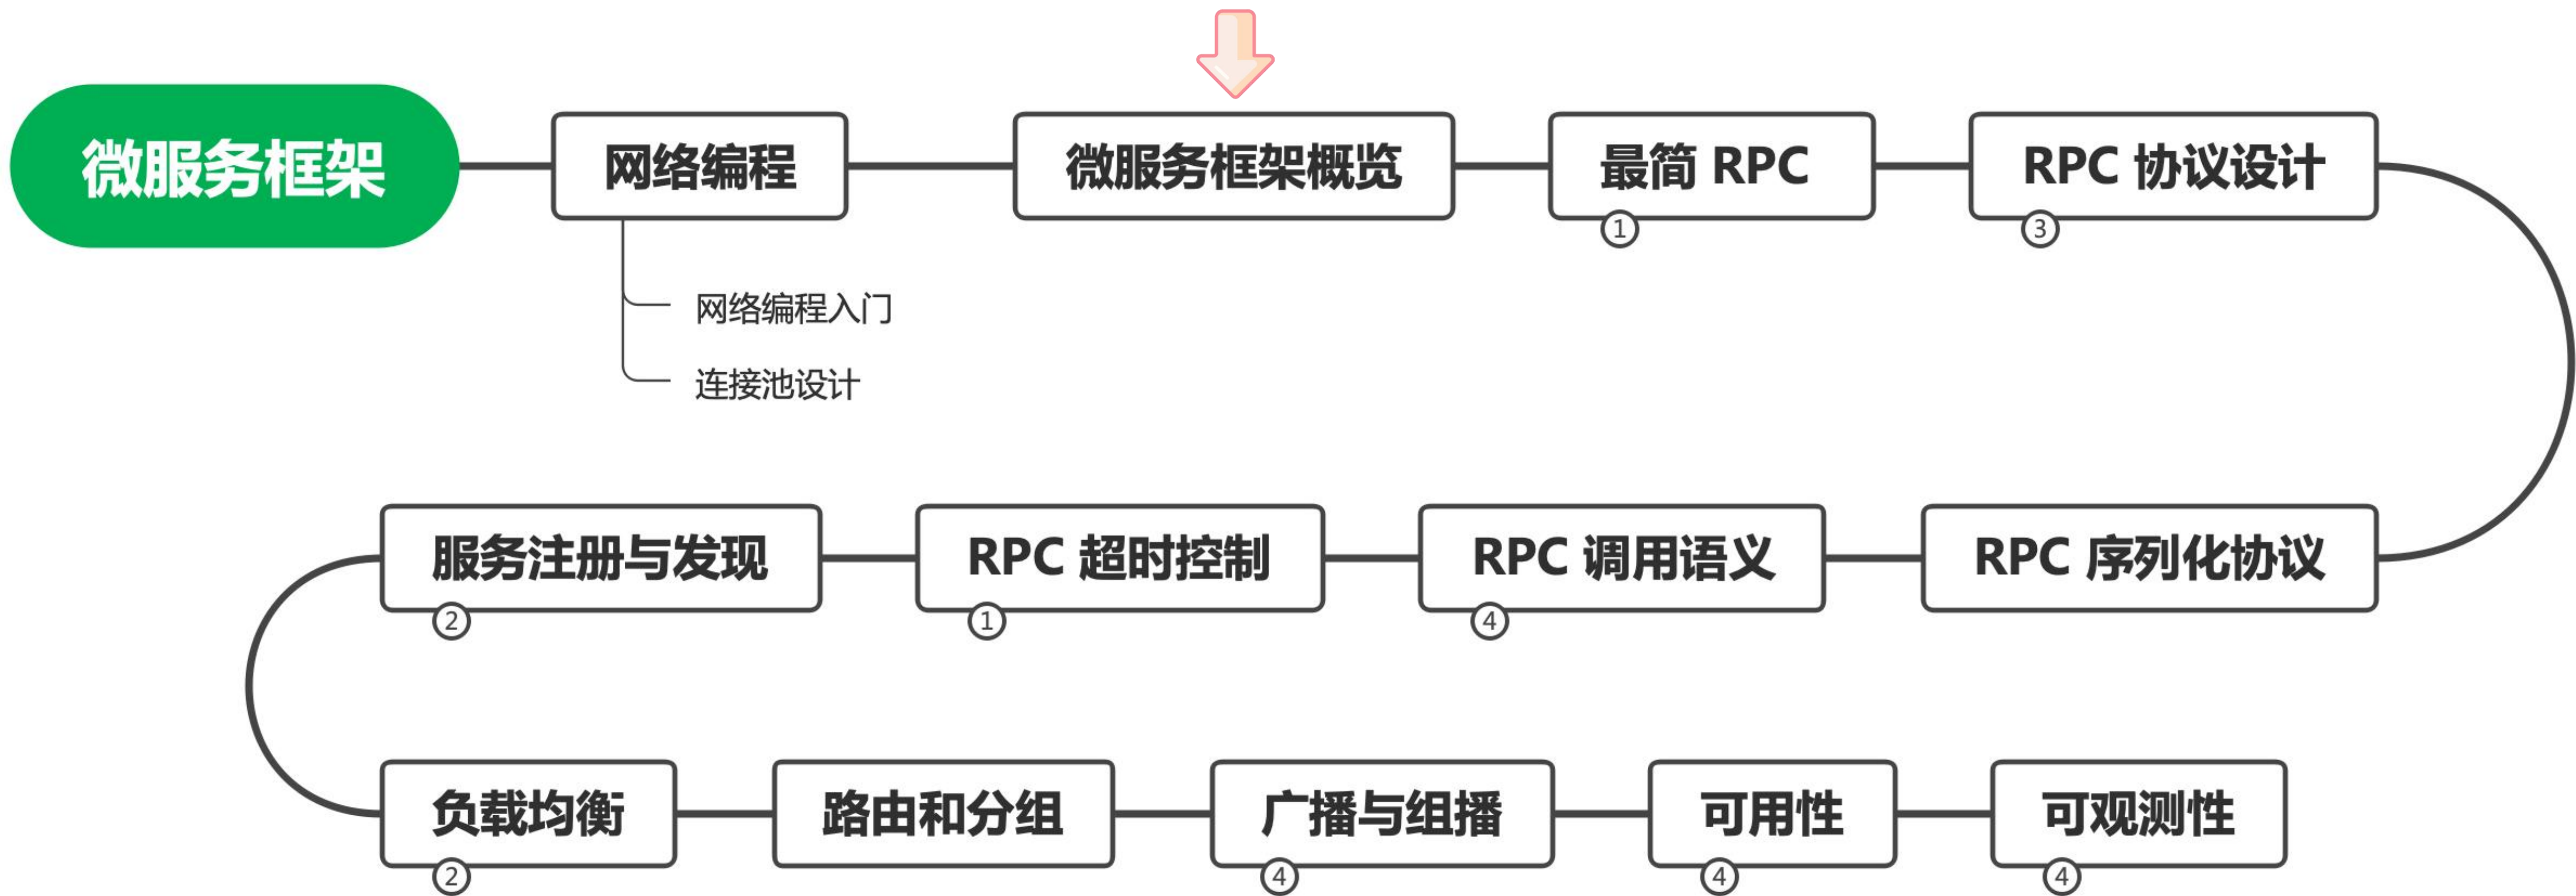 微服务框架
网络编程
微服务框架概览
最简 RPC
RPC 协议设计
1
3
网络编程入门
连接池设计
服务注册与发现
RPC 超时控制
RPC 调用语义
RPC 序列化协议
2
1
4
负载均衡
路由和分组
广播与组播
可用性
可观测性
2
4
4
4